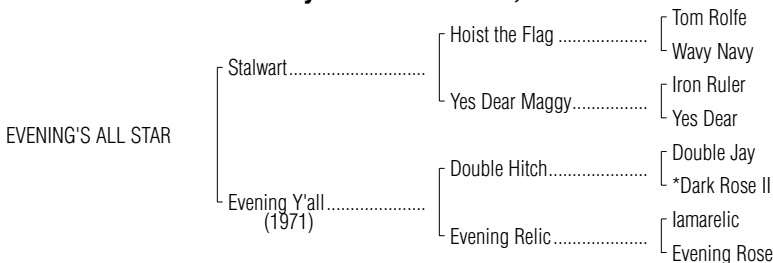 Tom Rolfe
Hoist the Flag
Wavy Navy
Stalwart
Iron Ruler
Yes Dear Maggy
Yes Dear
EVENING'S ALL STAR
Double Jay
Double Hitch
*Dark Rose II
Evening Y'all
(1971)
Iamarelic
Evening Relic
Evening Rose